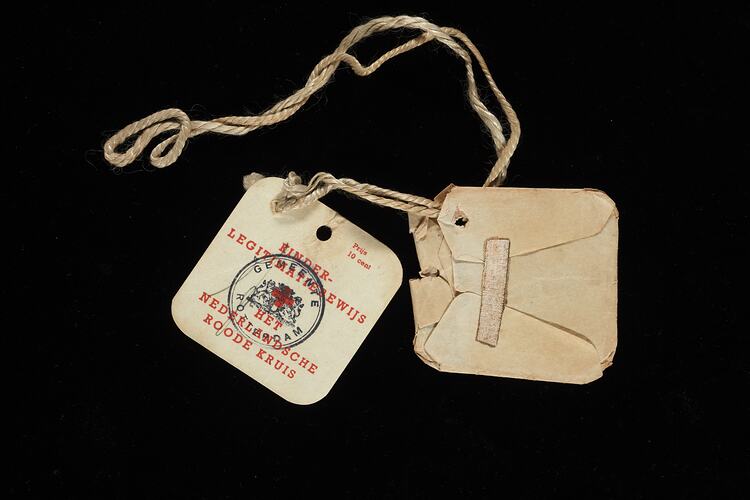 Prijs
10 cent
KINDER-
LEGITIMATIEBEWIJS
HET
NEDERLANDSCHE
ROODE KRUIS
GEMEENTE
ROTTERDAM